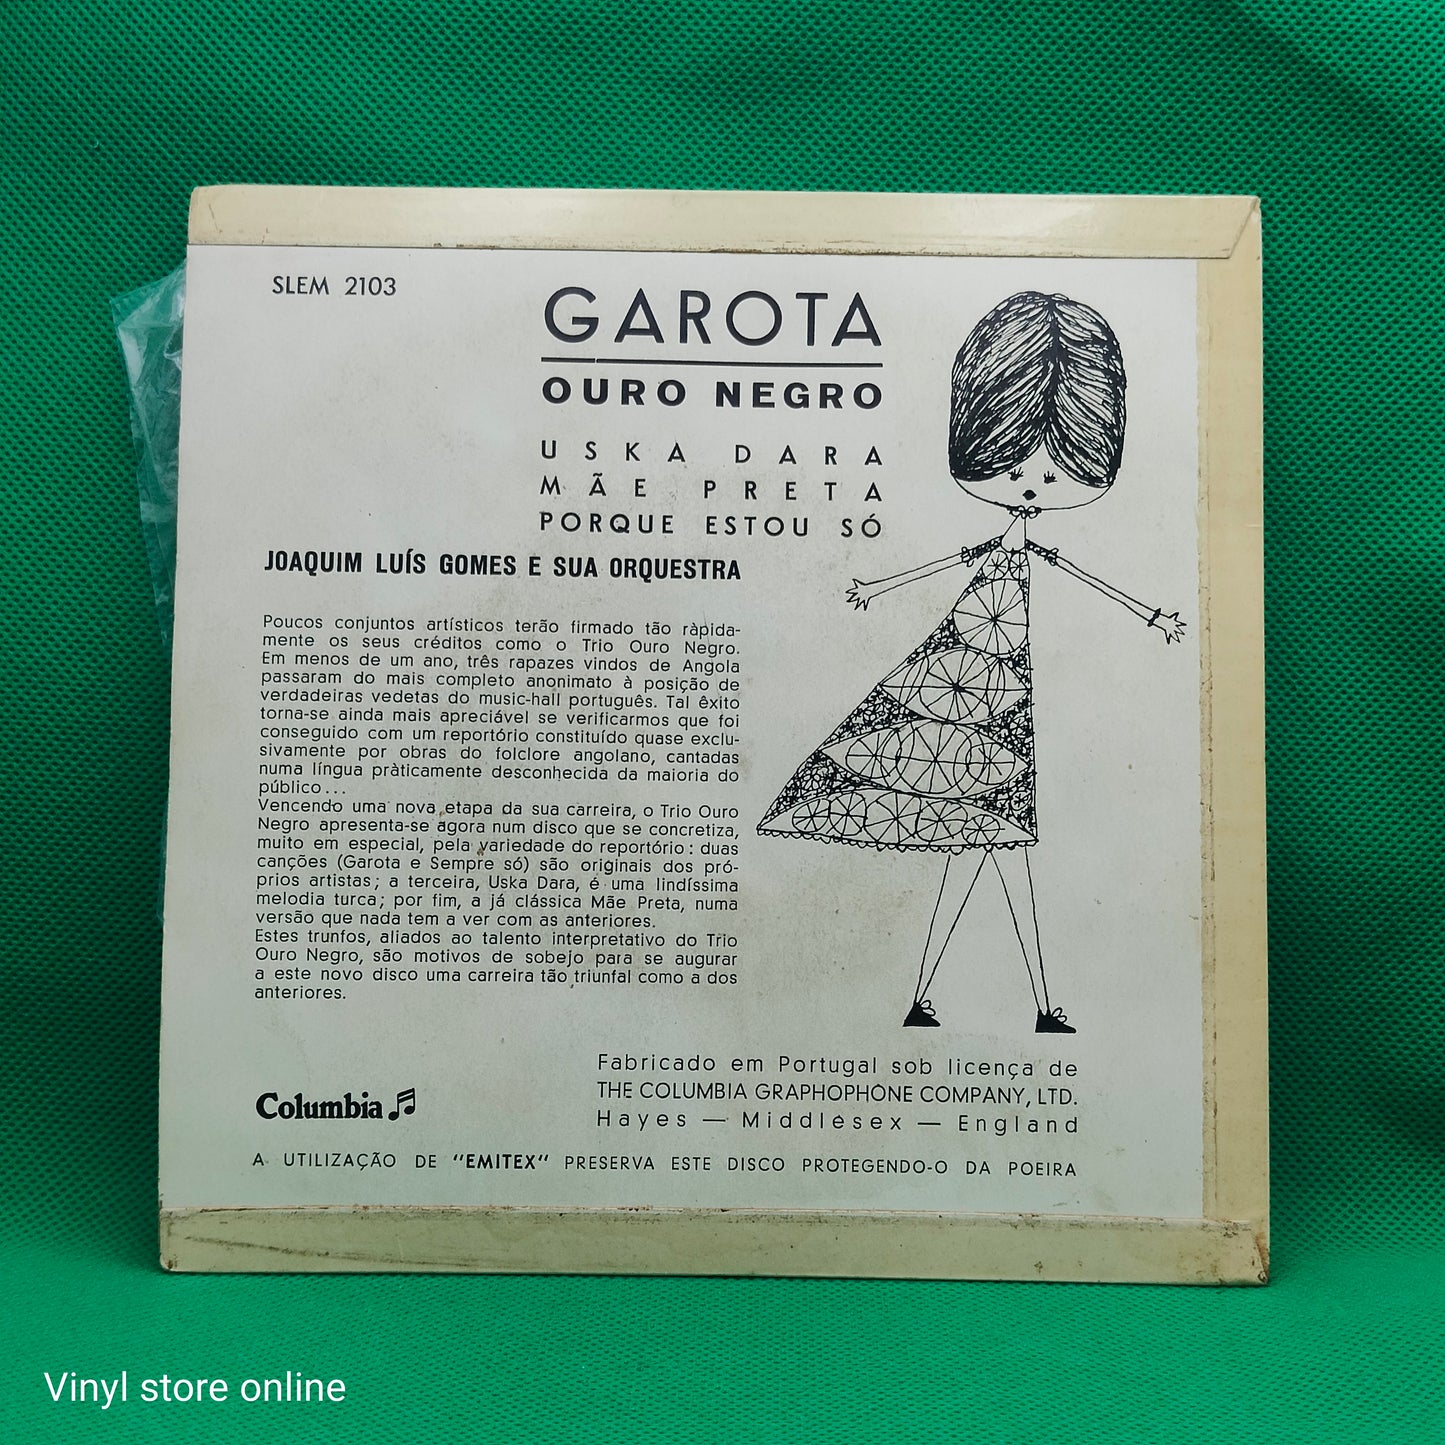 SLEM 2103
GAROTA
OURO NEGRO
USKA DARA
MÃE PRETA
PORQUE ESTOU SÓ
JOAQUIM LUÍS GOMES E SUA ORQUESTRA
Poucos conjuntos artísticos terão firmado tão ràpida-
mente os seus créditos como o Trio Ouro Negro.
Em menos de um ano, três rapazes vindos de Angola
passaram do mais completo anonimato à posição de
verdadeiras vedetas do music-hall português. Tal êxito
torna-se ainda mais apreciável se verificarmos que foi
conseguido com um reportório constituído quase exclu-
sivamente por obras do folclore angolano, cantadas
numa língua pràticamente desconhecida da maioria do
público...
Vencendo uma nova etapa da sua carreira, o Trio Ouro
Negro apresenta-se agora num disco que se concretiza,
muito em especial, pela variedade do reportório: duas
canções (Garota e Sempre só) são originais dos pró-
prios artistas; a terceira, Uska Dara, é uma lindíssima
melodia turca; por fim, a já clássica Mãe Preta, numa
versão que nada tem a ver com as anteriores.
Estes trunfos, aliados ao talento interpretativo do Trio
Ouro Negro, são motivos de sobejo para se augurar
a este novo disco uma carreira tão triunfal como a dos
anteriores.
Fabricado em Portugal sob licença de
THE COLUMBIA GRAPHOPHONE COMPANY, LTD.
Hayes — Middlesex — England
Columbia
A UTILIZAÇÃO DE "EMITEX" PRESERVA ESTE DISCO PROTEGENDO-O DA POEIRA
Vinyl store online